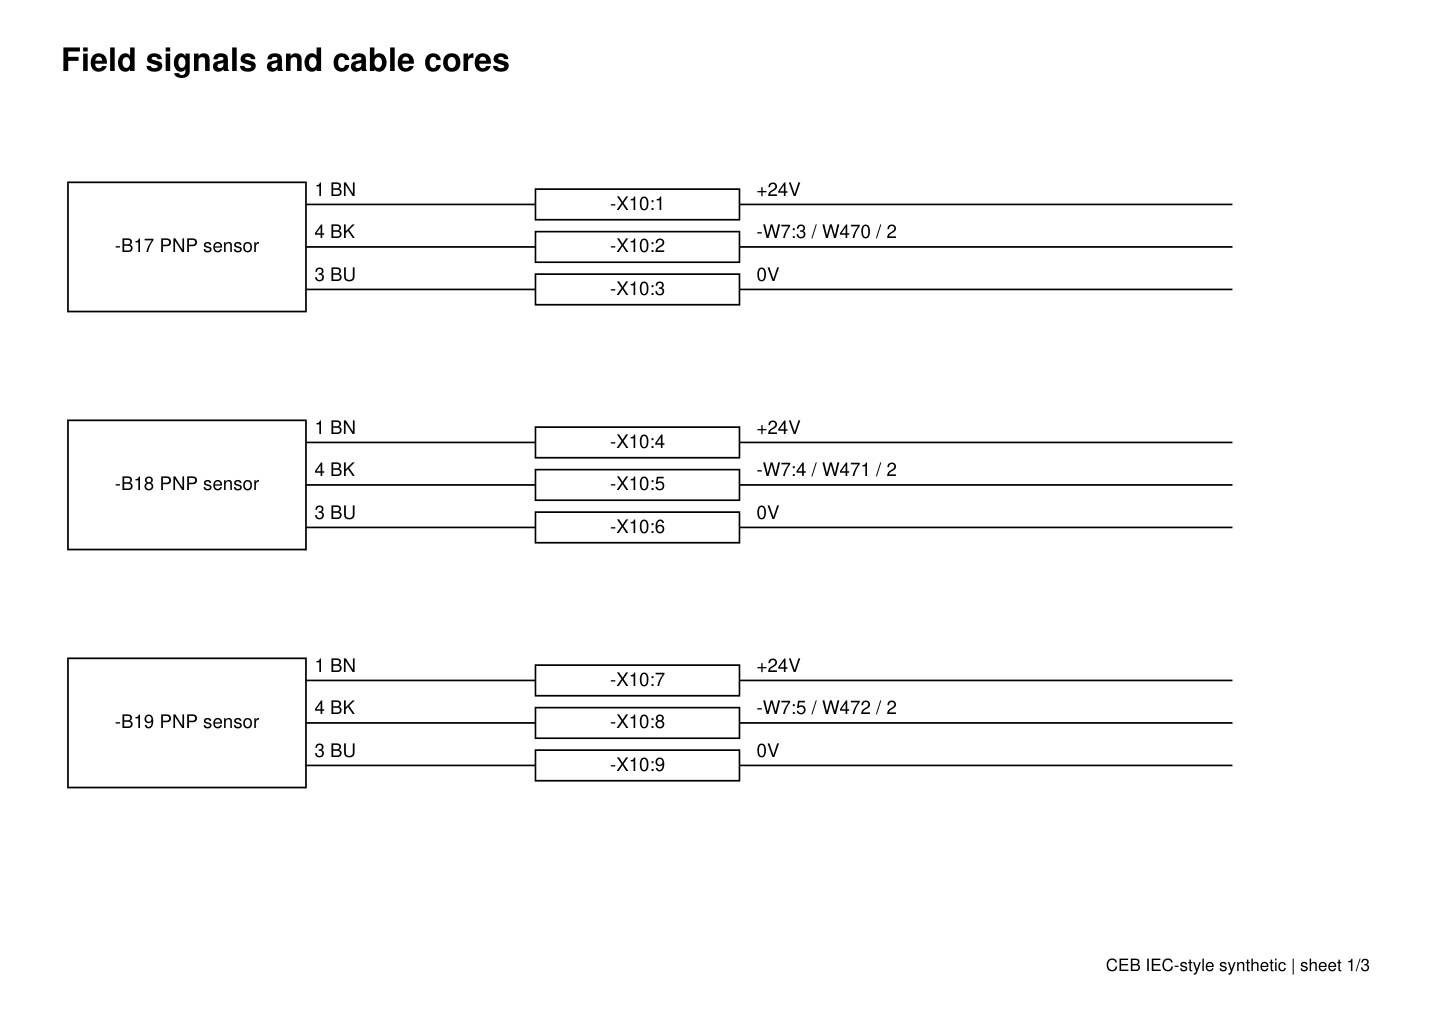 Field signals and cable cores
1 BN
-X10:1
+24V
-B17 PNP sensor
4 BK
-X10:2
-W7:3 / W470 / 2
3 BU
-X10:3
0V
1 BN
-X10:4
+24V
-B18 PNP sensor
4 BK
-X10:5
-W7:4 / W471 / 2
3 BU
-X10:6
0V
1 BN
-X10:7
+24V
-B19 PNP sensor
4 BK
-X10:8
-W7:5 / W472 / 2
3 BU
-X10:9
0V
CEB IEC-style synthetic | sheet 1/3